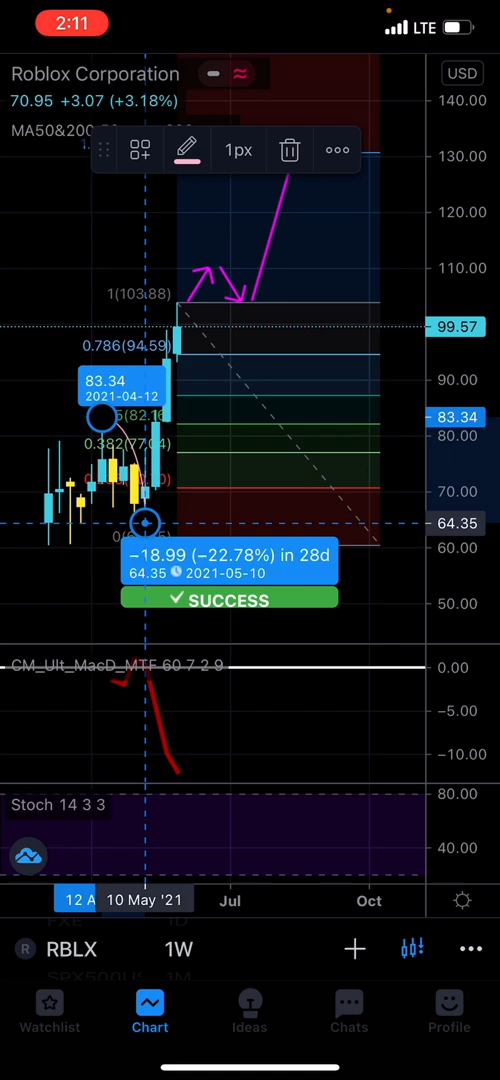 2:11
LTE
Roblox Corporation
USD
70.95 +3.07 (+3.18%)
MA50&200
1px
140.00
130.00
120.00
110.00
1(103.88)
99.57
0.786(94.59)
90.00
83.34
2021-04-12
83.34
80.00
0.382(77.04)
70.00
64.35
60.00
−18.99 (−22.78%) in 28d
64.35 2021-05-10
SUCCESS
50.00
CM_Ult_MacD_MTF 60 7 2 9
0.00
−5.00
−10.00
Stoch 14 3 3
80.00
40.00
12 A
10 May '21
Jul
Oct
R RBLX 1W
Watchlist
Chart
Ideas
Chats
Profile